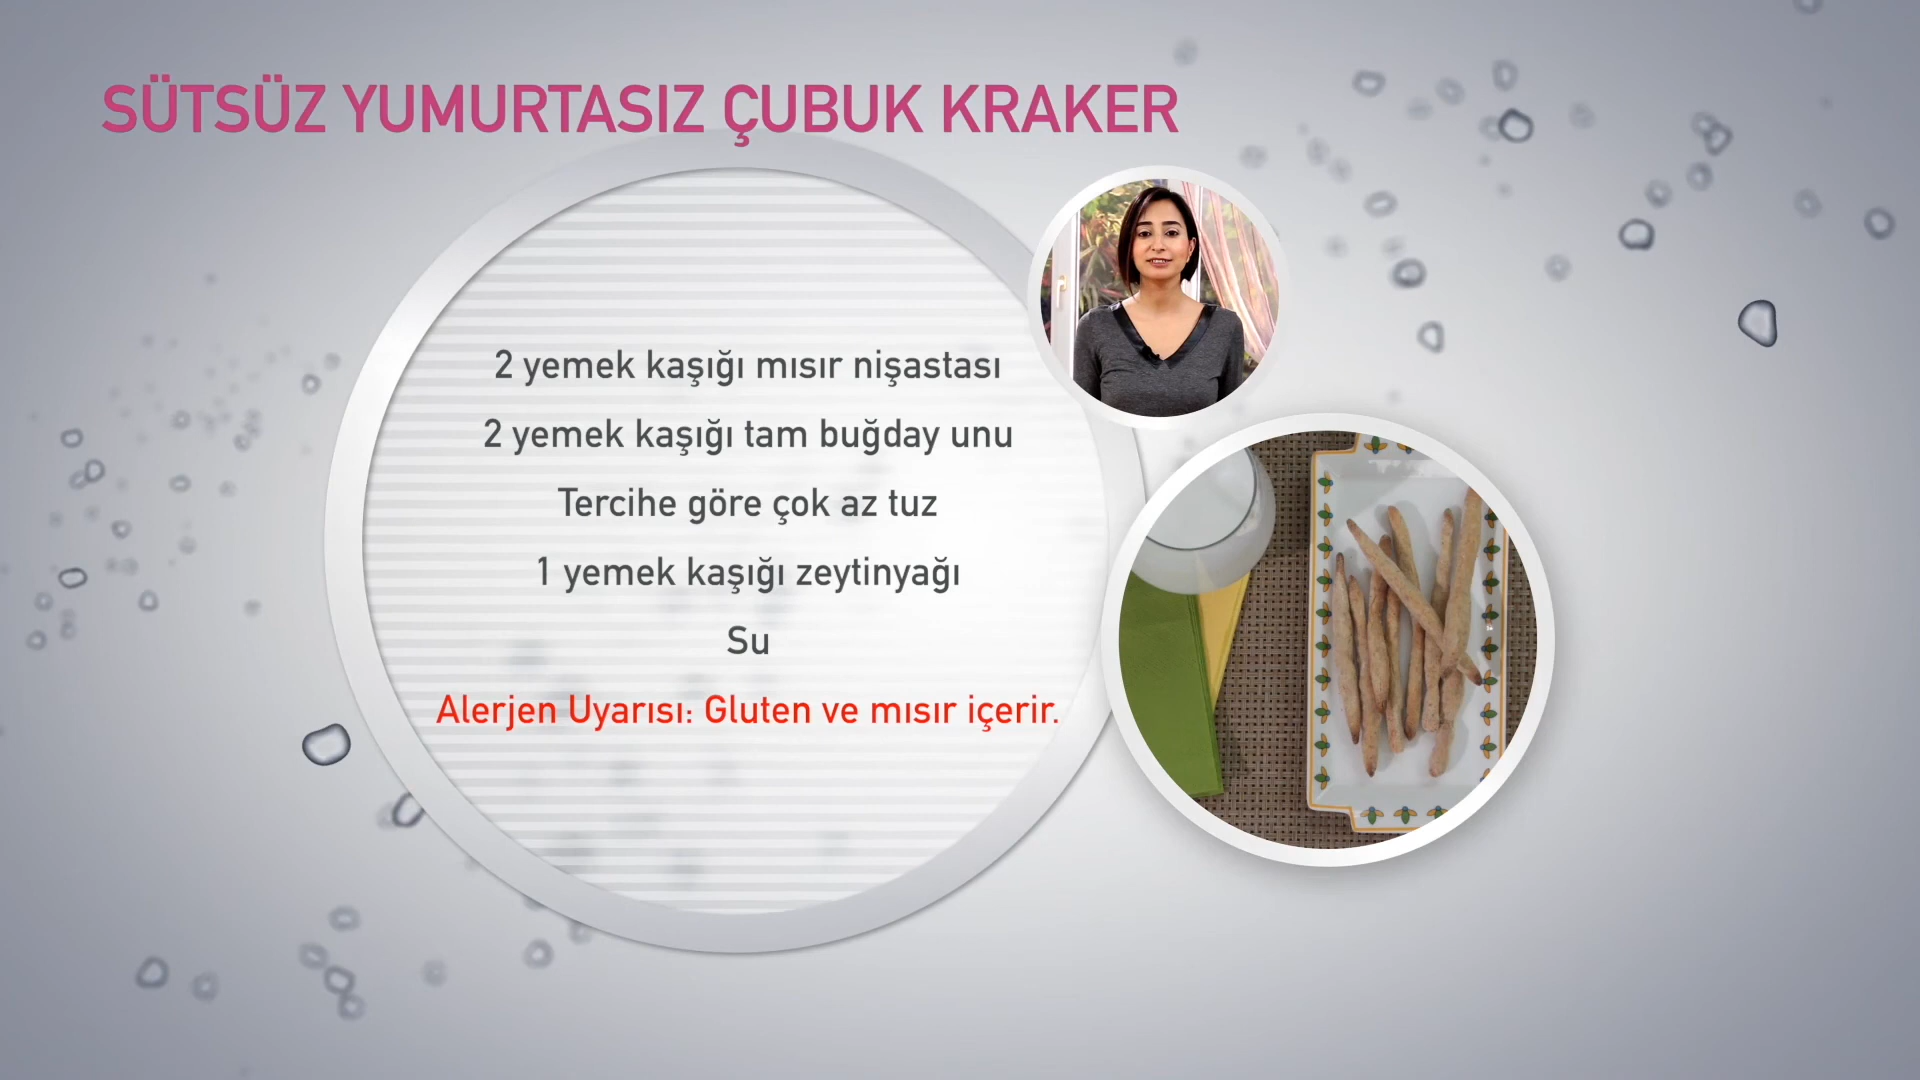 SÜTSÜZ YUMURTASIZ ÇUBUK KRAKER
2 yemek kaşığı mısır nişastası
2 yemek kaşığı tam buğday unu
Tercihe göre çok az tuz
1 yemek kaşığı zeytinyağı
Su
Alerjen Uyarısı: Gluten ve mısır içerir.